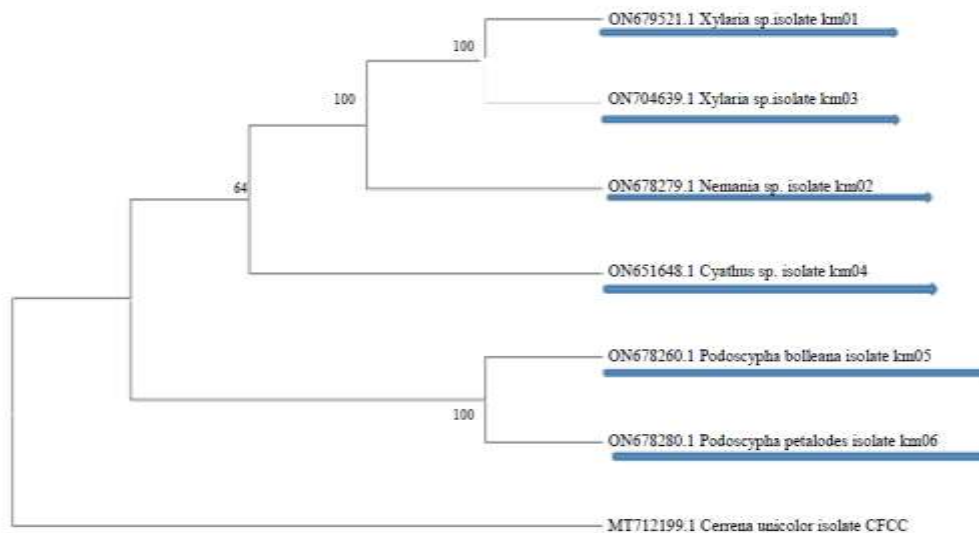 ON679521.1 Xylaria sp.isolate km01
100
ON704639.1 Xylaria sp.isolate km03
100
ON678279.1 Nemania sp. isolate km02
64
ON651648.1 Cyathus sp. isolate km04
ON678260.1 Podoscypha bolleana isolate km05
100
ON678280.1 Podoscypha petalodes isolate km06
MT712199.1 Cerrena unicolor isolate CFCC